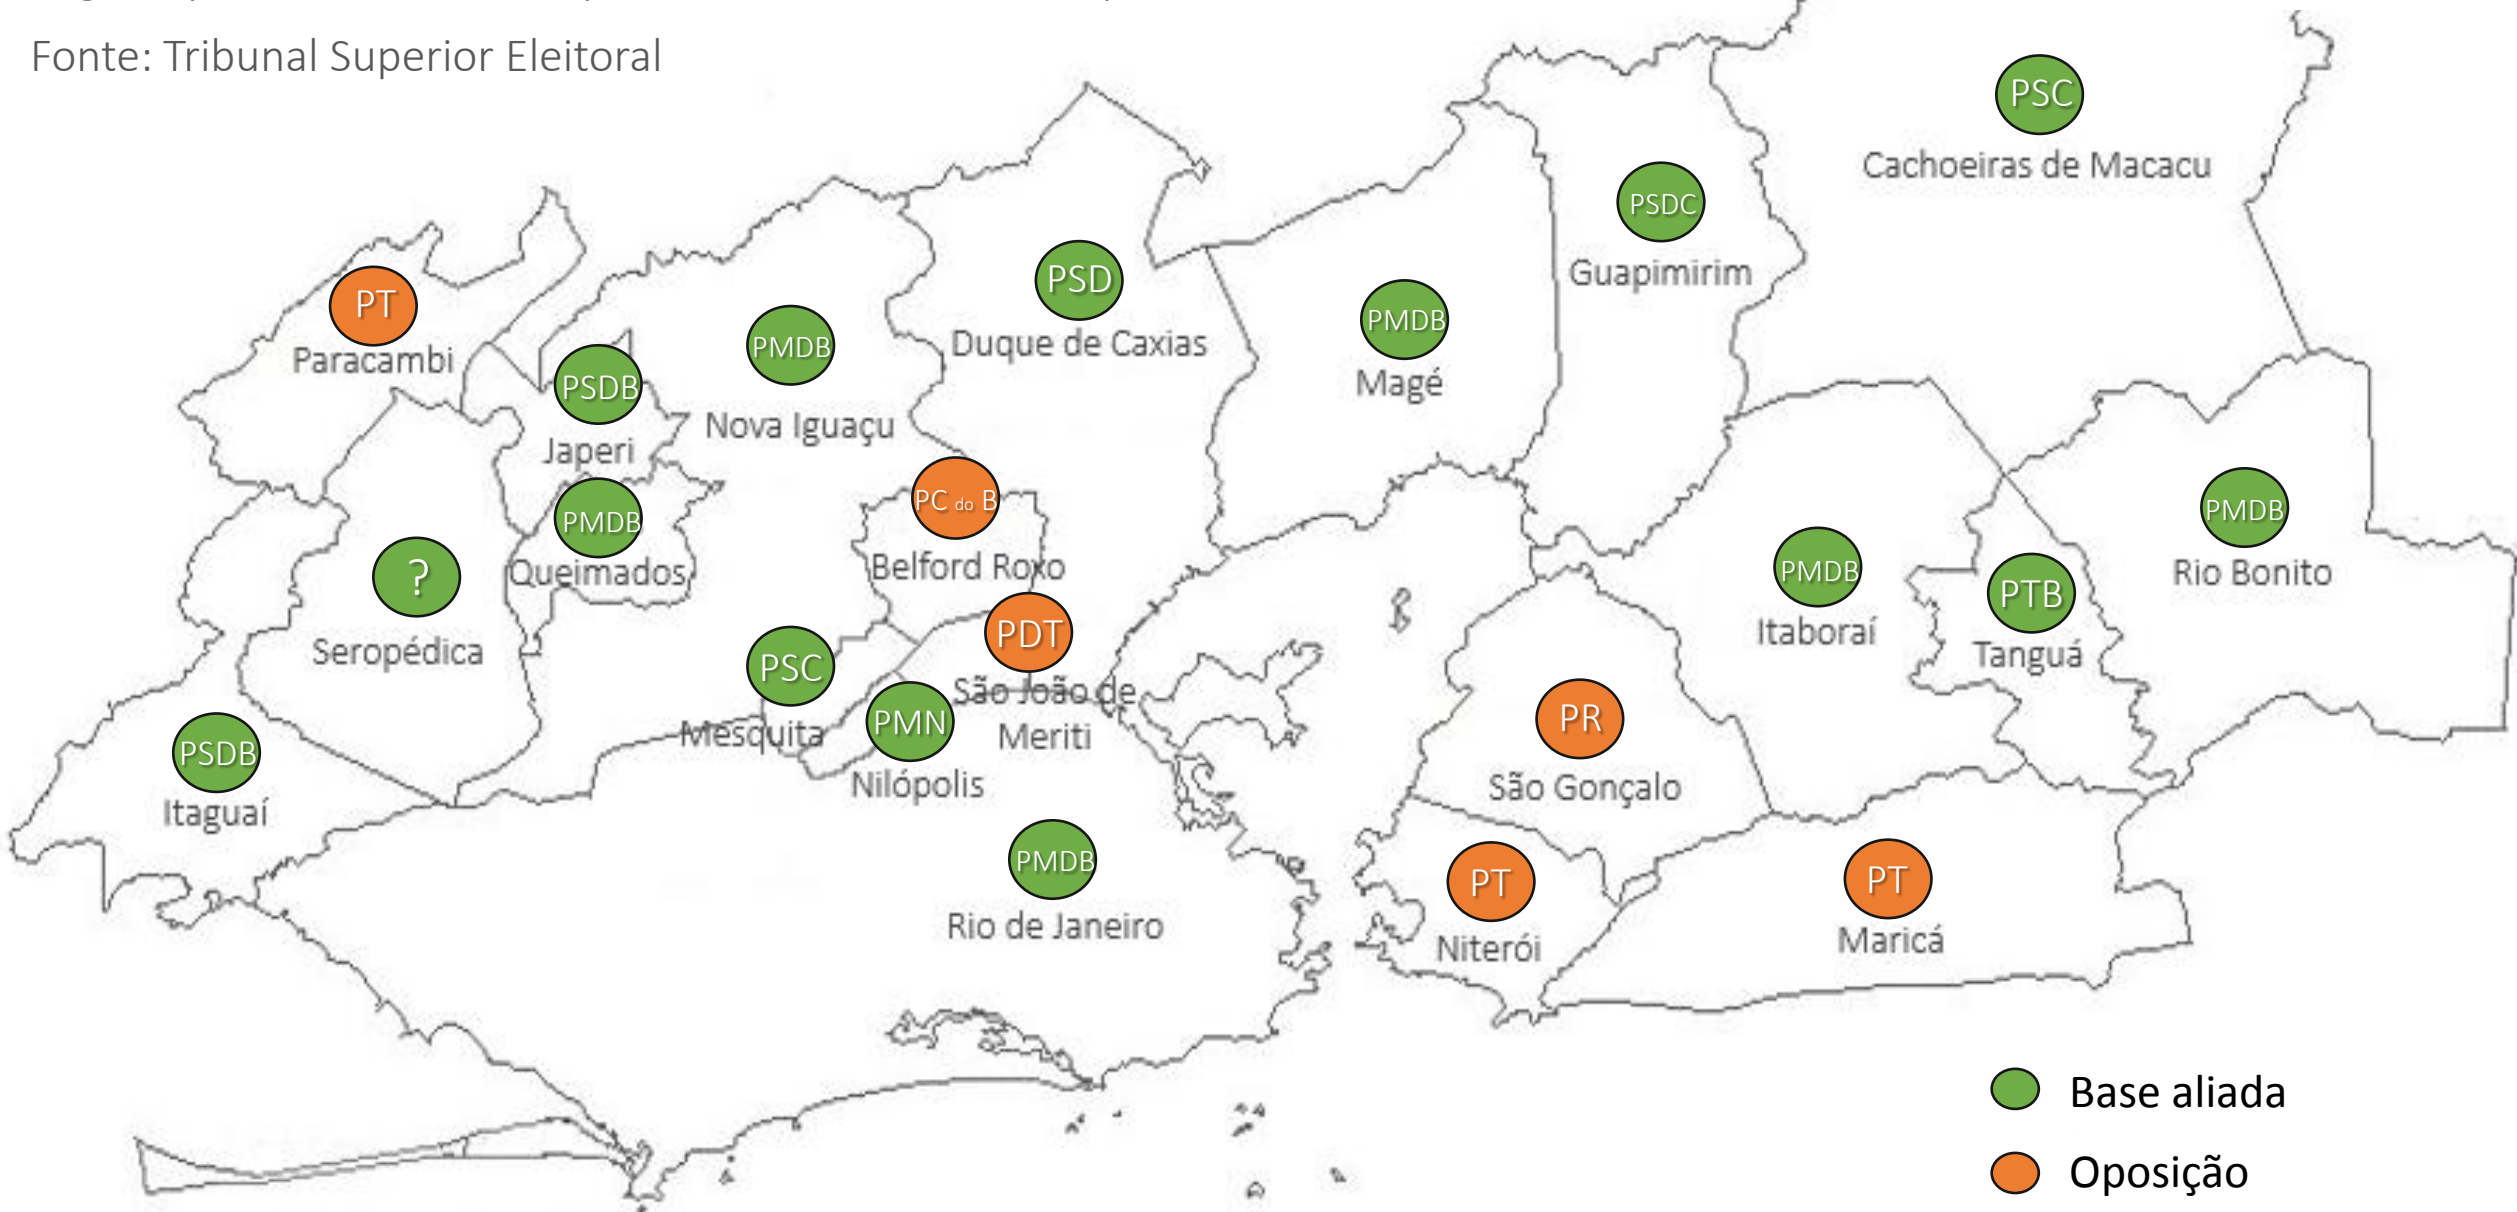 Fonte: Tribunal Superior Eleitoral
PSC
Cachoeiras de Macacu
PSDC
Guapimirim
PSD
Duque de Caxias
PT
Paracambi
PMDB
Magé
PMDB
Nova Iguaçu
PSDB
Japeri
PC do B
Belford Roxo
PMDB
Queimados
PMDB
Rio Bonito
?
Seropédica
PMDB
Itaboraí
PTB
Tanguá
PDT
São João de
Meriti
PSC
Mesquita
PMN
Nilópolis
PR
São Gonçalo
PSDB
Itaguaí
PMDB
Rio de Janeiro
PT
Niterói
PT
Maricá
Base aliada
Oposição